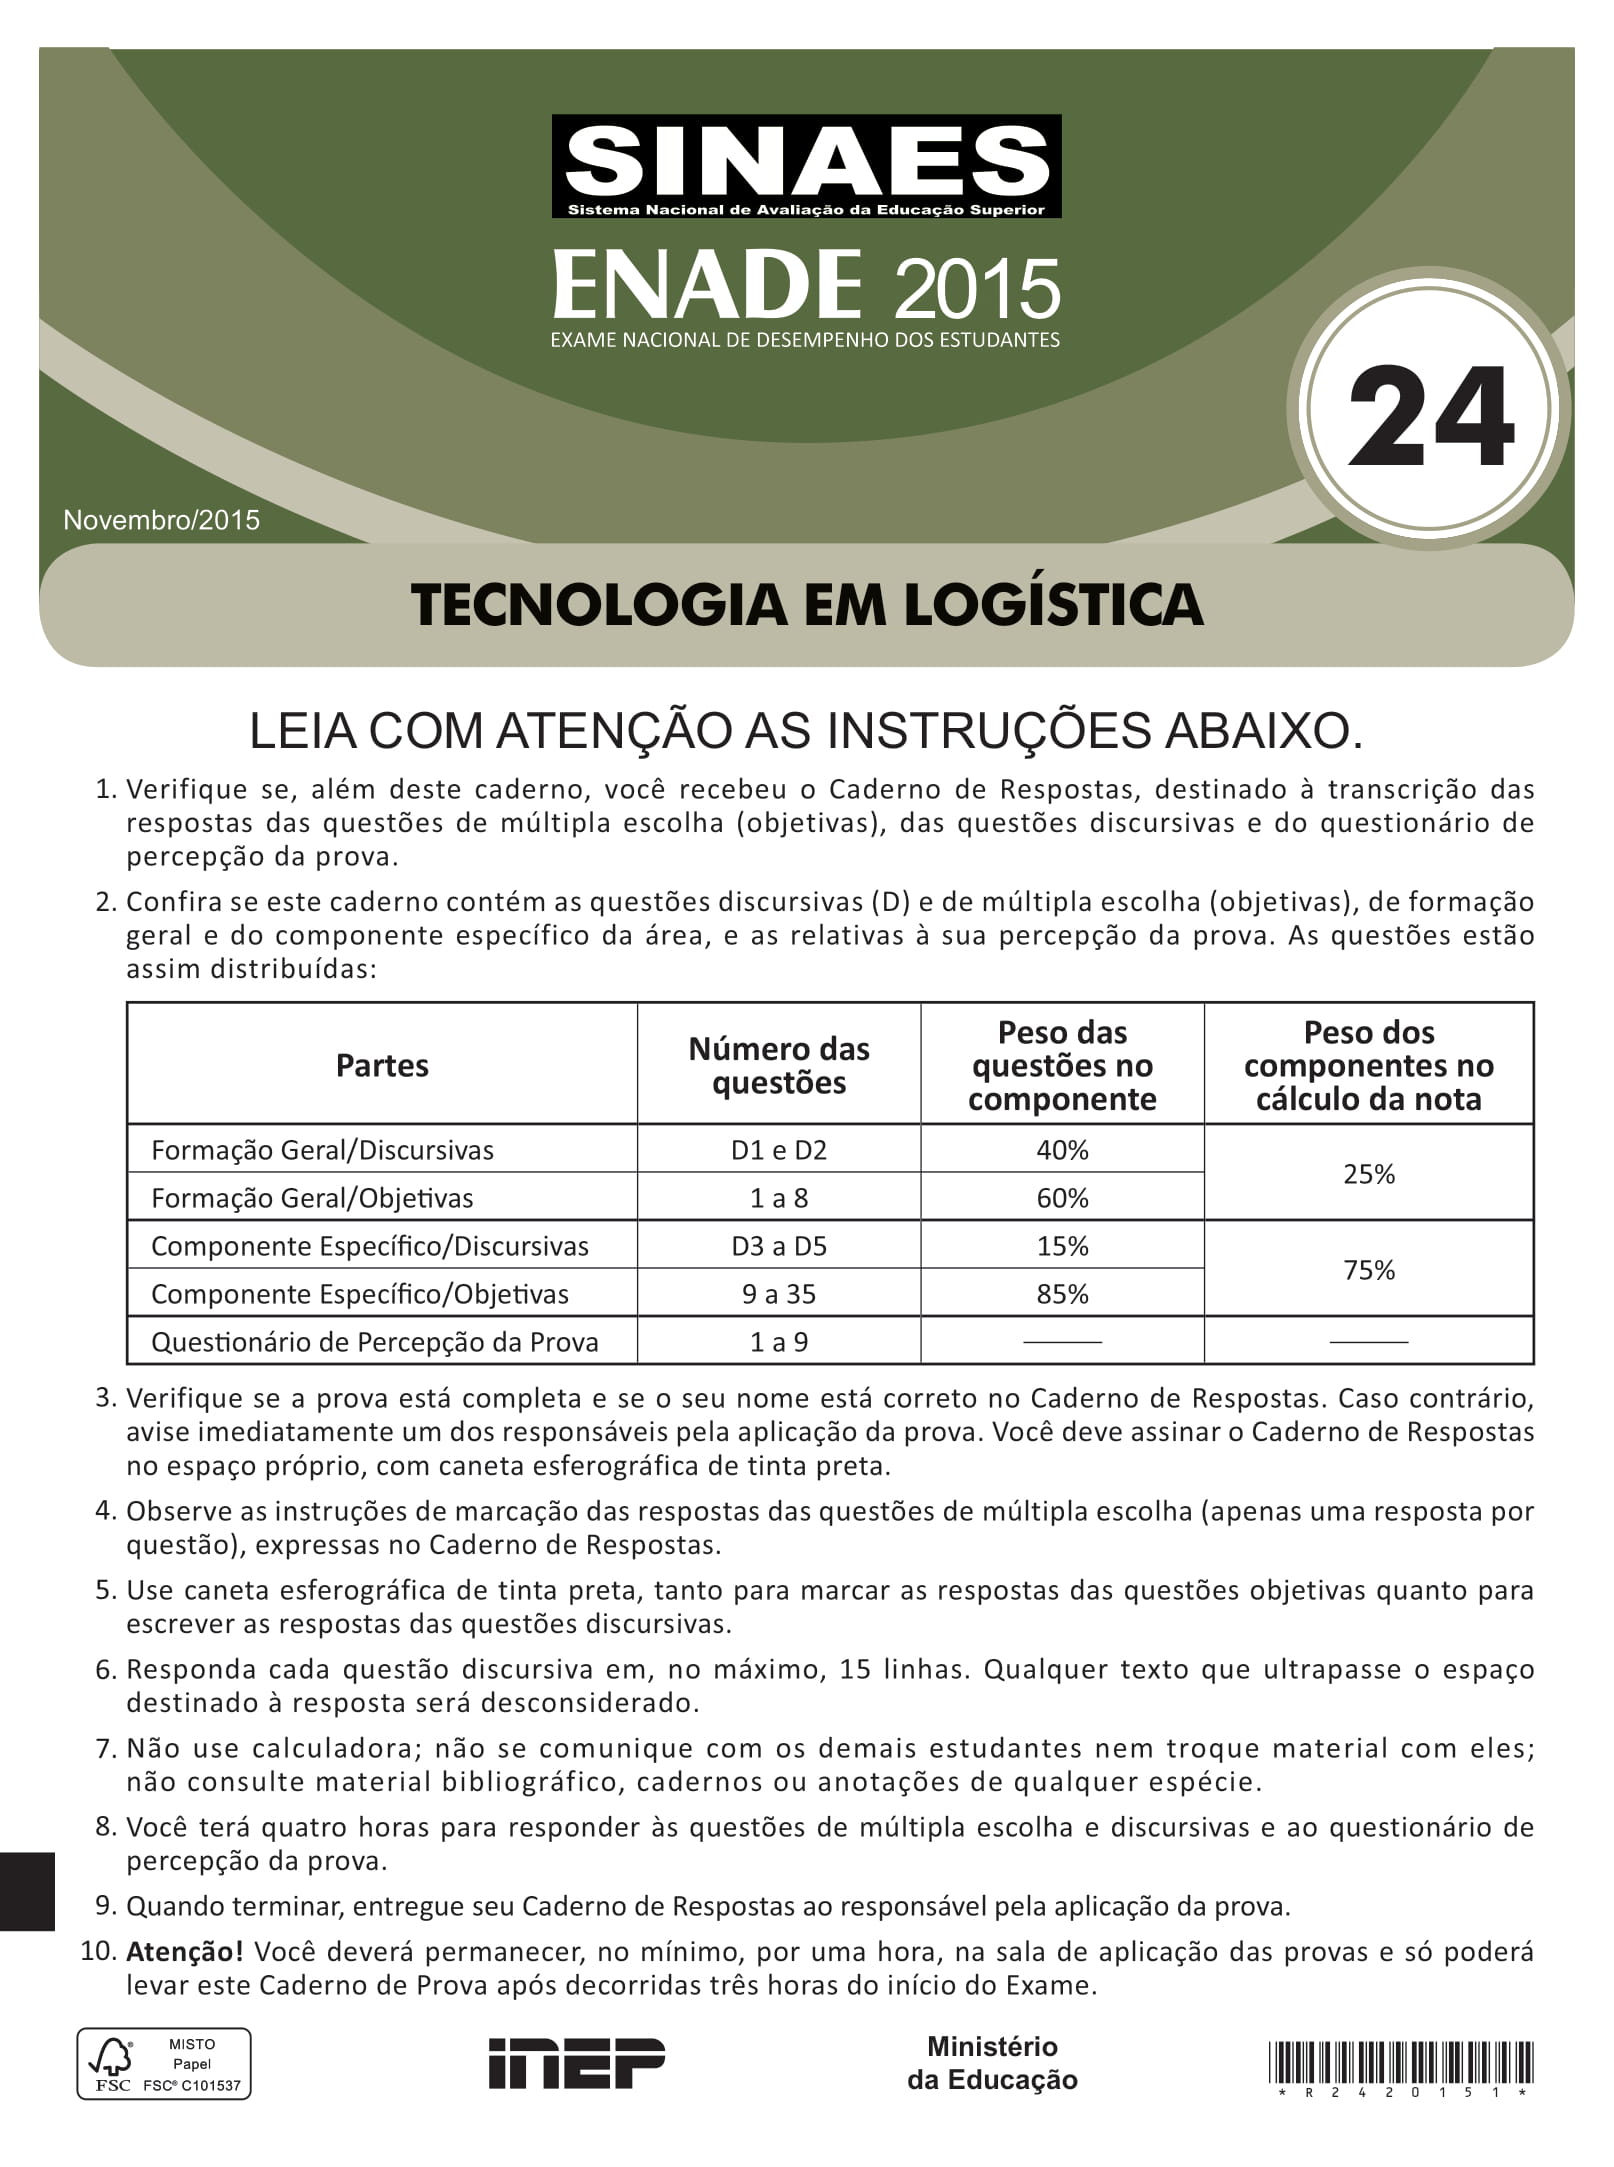 SINAES
Sistema Nacional de Avaliação da Educação Superior
ENADE 2015
EXAME NACIONAL DE DESEMPENHO DOS ESTUDANTES
24
Novembro/2015
TECNOLOGIA EM LOGÍSTICA
LEIA COM ATENÇÃO AS INSTRUÇÕES ABAIXO.
1. Verifique se, além deste caderno, você recebeu o Caderno de Respostas, destinado à transcrição das
respostas das questões de múltipla escolha (objetivas), das questões discursivas e do questionário de
percepção da prova.
2. Confira se este caderno contém as questões discursivas (D) e de múltipla escolha (objetivas), de formação
geral e do componente específico da área, e as relativas à sua percepção da prova. As questões estão
assim distribuídas:
Partes
Número das
questões
Peso das
questões no
componente
Peso dos
componentes no
cálculo da nota
Formação Geral/Discursivas D1 e D2 40%
25%
Formação Geral/Objetivas 1 a 8 60%
Componente Específico/Discursivas D3 a D5 15%
75%
Componente Específico/Objetivas 9 a 35 85%
Questionário de Percepção da Prova 1 a 9
3. Verifique se a prova está completa e se o seu nome está correto no Caderno de Respostas. Caso contrário,
avise imediatamente um dos responsáveis pela aplicação da prova. Você deve assinar o Caderno de Respostas
no espaço próprio, com caneta esferográfica de tinta preta.
4. Observe as instruções de marcação das respostas das questões de múltipla escolha (apenas uma resposta por
questão), expressas no Caderno de Respostas.
5. Use caneta esferográfica de tinta preta, tanto para marcar as respostas das questões objetivas quanto para
escrever as respostas das questões discursivas.
6. Responda cada questão discursiva em, no máximo, 15 linhas. Qualquer texto que ultrapasse o espaço
destinado à resposta será desconsiderado.
7. Não use calculadora; não se comunique com os demais estudantes nem troque material com eles;
não consulte material bibliográfico, cadernos ou anotações de qualquer espécie.
8. Você terá quatro horas para responder às questões de múltipla escolha e discursivas e ao questionário de
percepção da prova.
9. Quando terminar, entregue seu Caderno de Respostas ao responsável pela aplicação da prova.
10. Atenção! Você deverá permanecer, no mínimo, por uma hora, na sala de aplicação das provas e só poderá
levar este Caderno de Prova após decorridas três horas do início do Exame.
MISTO
Papel
FSC® C101537
FSC
INEP
Ministério
da Educação
* R 2 4 2 0 1 5 1 *